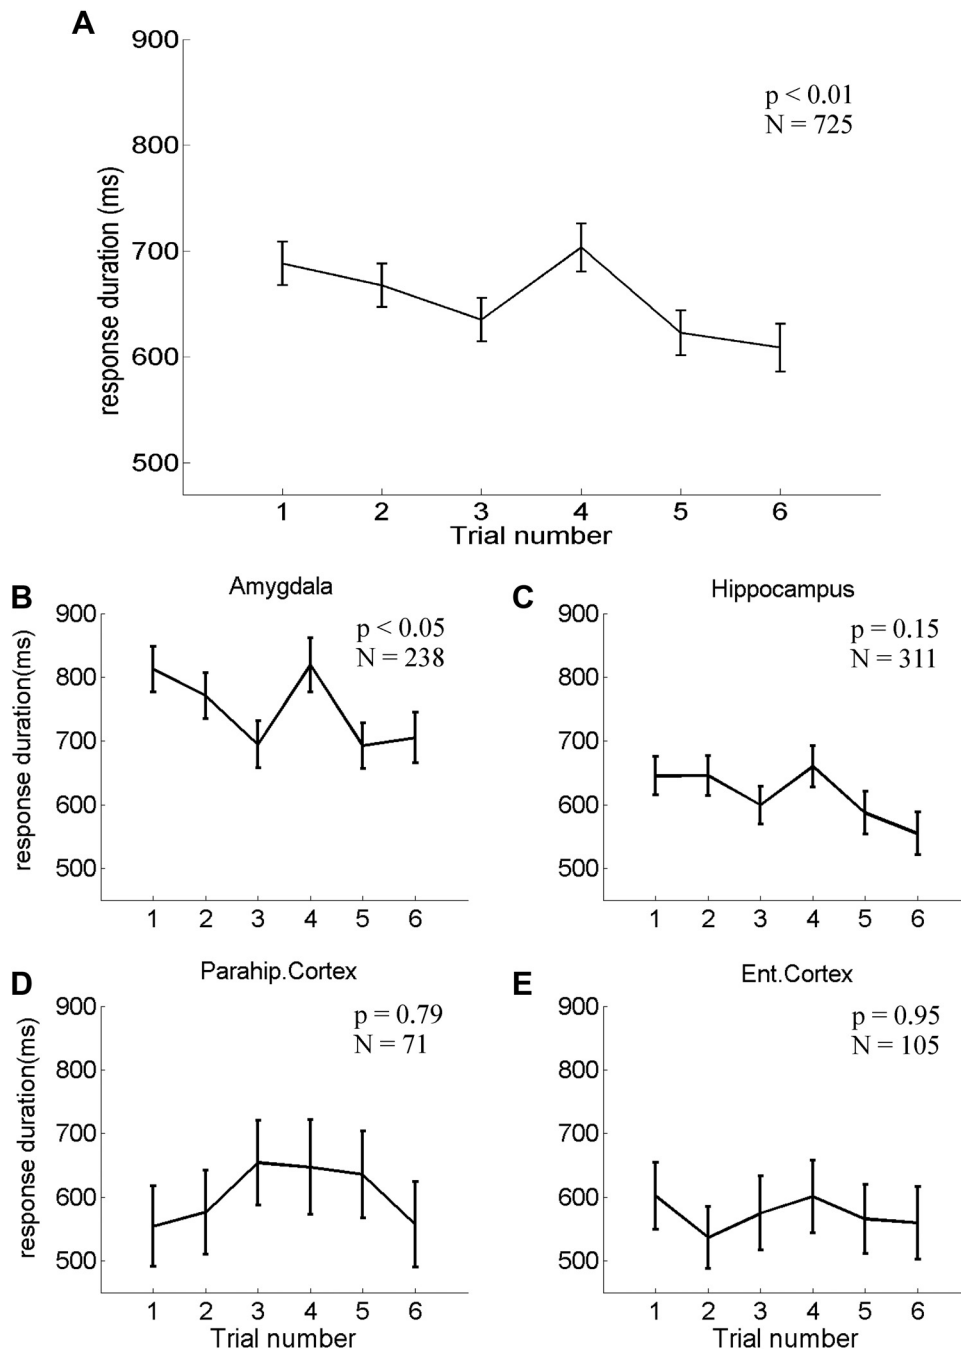 A
900
p < 0.01
N = 725
800
700
600
500
response duration (ms)
1 2 3 4 5 6
Trial number
B
Amygdala
900
p < 0.05
N = 238
800
700
600
500
response duration(ms)
1 2 3 4 5 6
C
Hippocampus
900
p = 0.15
N = 311
800
700
600
500
1 2 3 4 5 6
D
Parahip.Cortex
900
p = 0.79
N = 71
800
700
600
500
response duration(ms)
1 2 3 4 5 6
Trial number
E
Ent.Cortex
900
p = 0.95
N = 105
800
700
600
500
1 2 3 4 5 6
Trial number